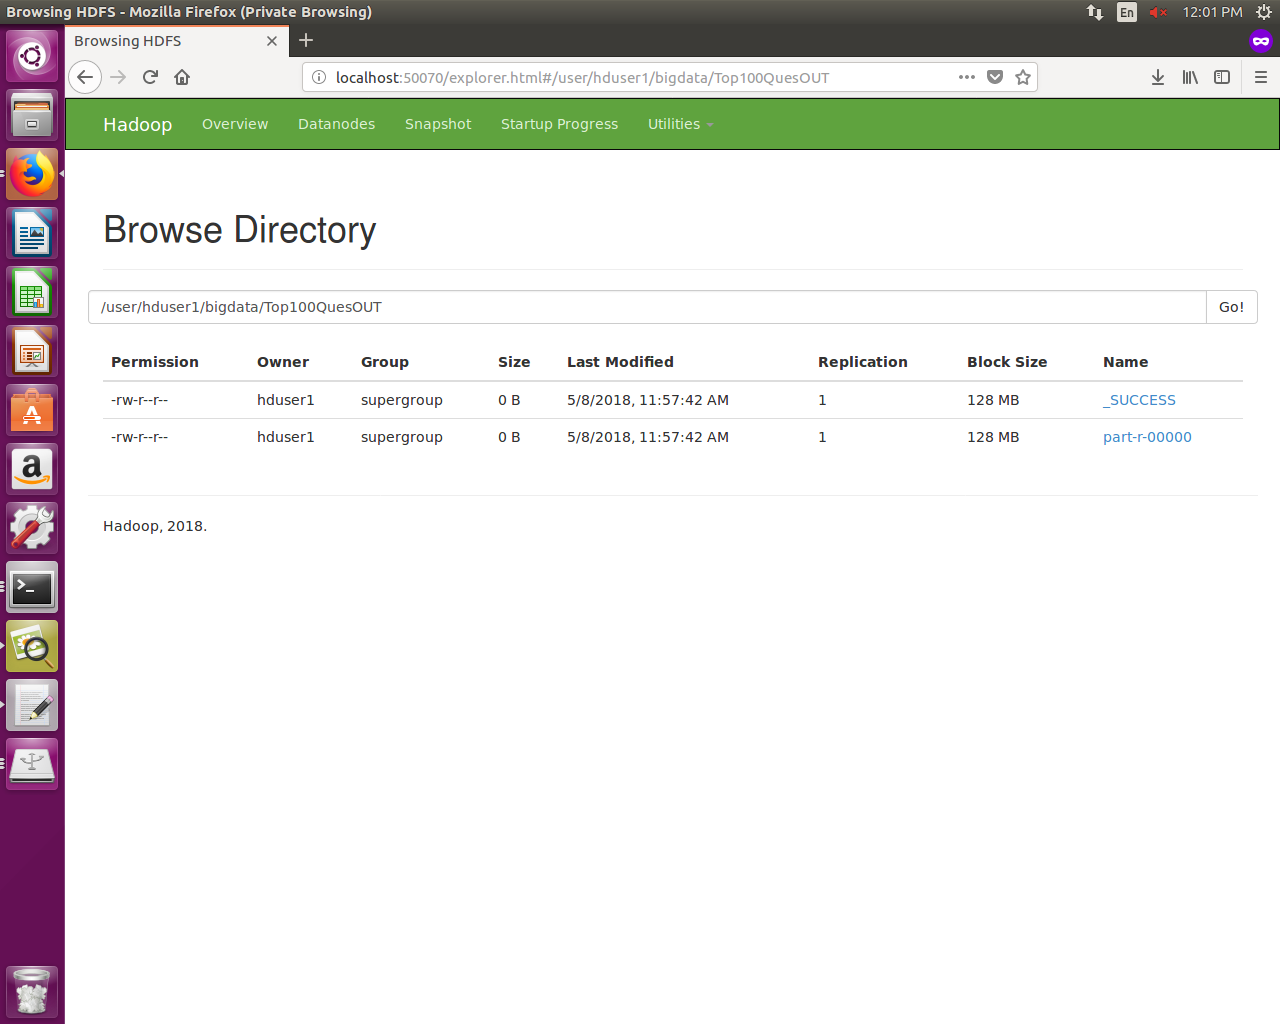 Browsing HDFS - Mozilla Firefox (Private Browsing)
En
12:01 PM
Browsing HDFS
localhost:50070/explorer.html#/user/hduser1/bigdata/Top100QuesOUT
Hadoop Overview Datanodes Snapshot Startup Progress Utilities
Browse Directory
/user/hduser1/bigdata/Top100QuesOUT Go!
Permission Owner Group Size Last Modified Replication Block Size Name
-rw-r--r-- hduser1 supergroup 0 B 5/8/2018, 11:57:42 AM 1 128 MB _SUCCESS
-rw-r--r-- hduser1 supergroup 0 B 5/8/2018, 11:57:42 AM 1 128 MB part-r-00000
Hadoop, 2018.